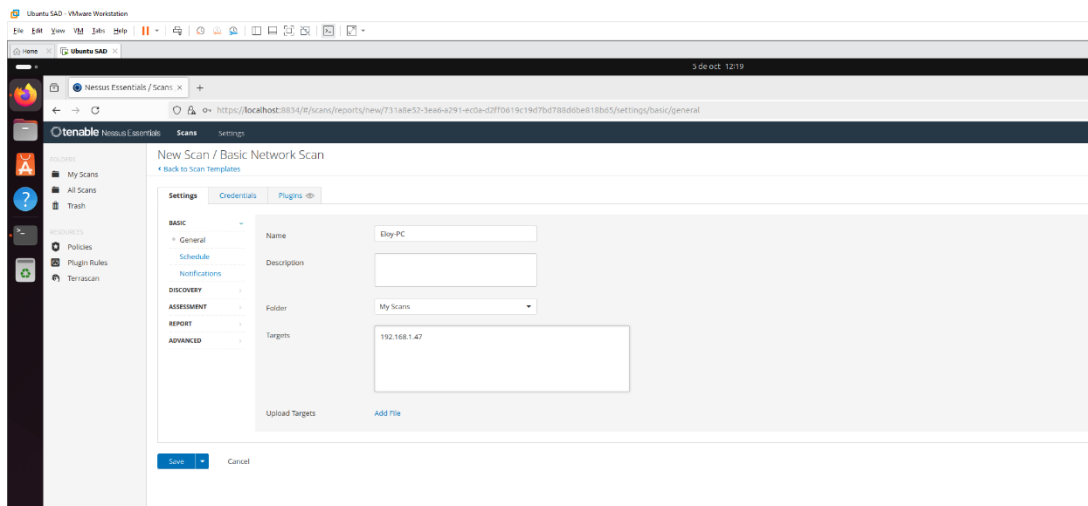 Ubuntu SAD - VMware Workstation
File Edit View VM Tabs Help
Home Ubuntu SAD
5 de oct 12:19
Nessus Essentials / Scans
https://localhost:8834/#/scans/reports/new/731a8e52-3ea6-a291-ec0a-d2ff0619c19d7bd788d6be818bd5/settings/basic/general
tenable Nessus Essentials Scans Settings
FOLDERS
My Scans
All Scans
Trash
RESOURCES
Policies
Plugin Rules
Terrascan
New Scan / Basic Network Scan
Back to Scan Templates
Settings Credentials Plugins
BASIC
General
Schedule
Notifications
DISCOVERY
ASSESSMENT
REPORT
ADVANCED
Name Eloy-PC
Description
Folder My Scans
Targets 192.168.1.47
Upload Targets Add File
Save Cancel